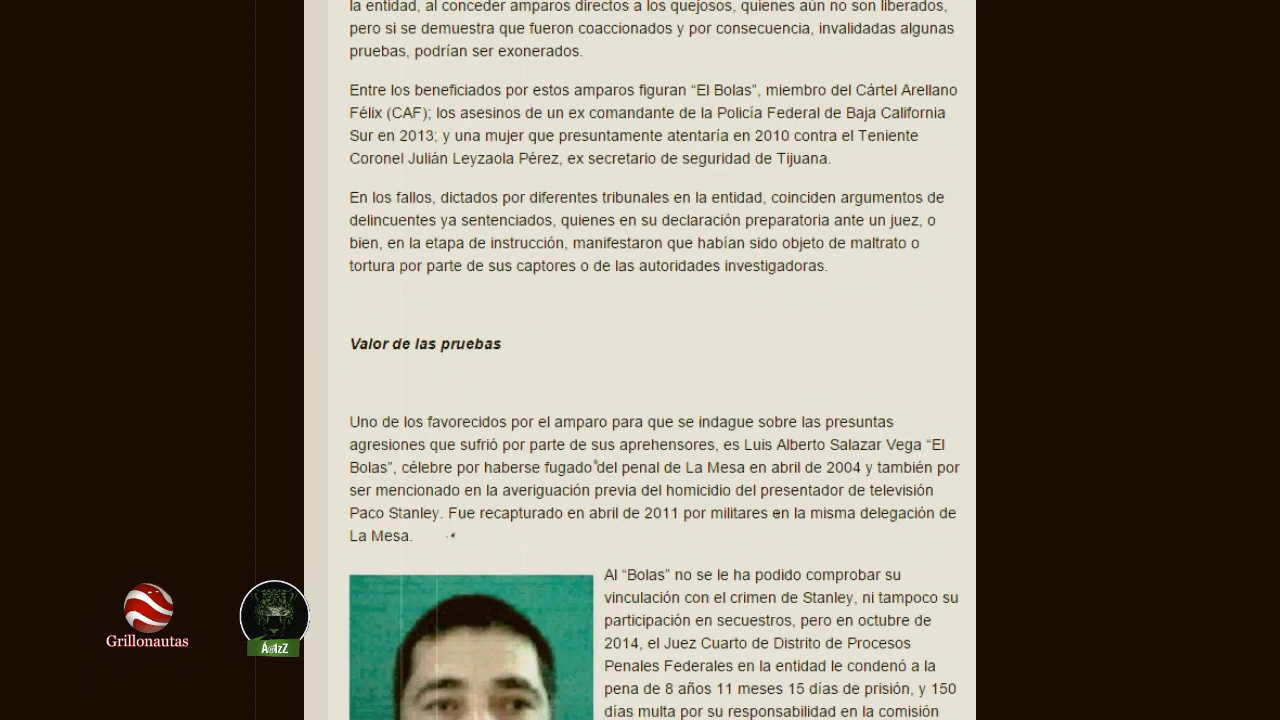 la entidad, al conceder amparos directos a los quejosos, quienes aún no son liberados,
pero si se demuestra que fueron coaccionados y por consecuencia, invalidadas algunas
pruebas, podrían ser exonerados.
Entre los beneficiados por estos amparos figuran “El Bolas”, miembro del Cártel Arellano
Félix (CAF); los asesinos de un ex comandante de la Policía Federal de Baja California
Sur en 2013; y una mujer que presuntamente atentaría en 2010 contra el Teniente
Coronel Julián Leyzaola Pérez, ex secretario de seguridad de Tijuana.
En los fallos, dictados por diferentes tribunales en la entidad, coinciden argumentos de
delincuentes ya sentenciados, quienes en su declaración preparatoria ante un juez, o
bien, en la etapa de instrucción, manifestaron que habían sido objeto de maltrato o
tortura por parte de sus captores o de las autoridades investigadoras.
Valor de las pruebas
Uno de los favorecidos por el amparo para que se indague sobre las presuntas
agresiones que sufrió por parte de sus aprehensores, es Luis Alberto Salazar Vega “El
Bolas”, célebre por haberse fugado del penal de La Mesa en abril de 2004 y también por
ser mencionado en la averiguación previa del homicidio del presentador de televisión
Paco Stanley. Fue recapturado en abril de 2011 por militares en la misma delegación de
La Mesa.
Al “Bolas” no se le ha podido comprobar su
vinculación con el crimen de Stanley, ni tampoco su
participación en secuestros, pero en octubre de
2014, el Juez Cuarto de Distrito de Procesos
Penales Federales en la entidad le condenó a la
pena de 8 años 11 meses 15 días de prisión, y 150
días multa por su responsabilidad en la comisión
Grillonautas